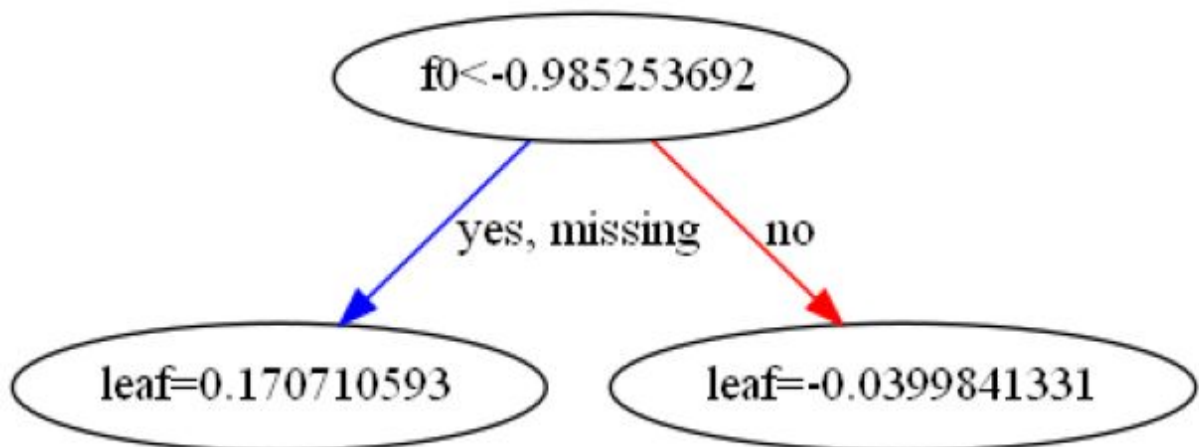 f0<-0.985253692
yes, missing
no
leaf=0.170710593
leaf=-0.0399841331